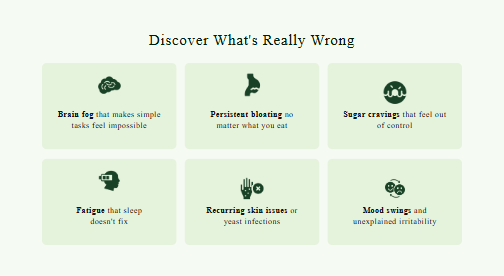 Discover What's Really Wrong
Brain fog that makes simple
tasks feel impossible
Persistent bloating no
matter what you eat
Sugar cravings that feel out
of control
Fatigue that sleep
doesn't fix
Recurring skin issues or
yeast infections
Mood swings and
unexplained irritability